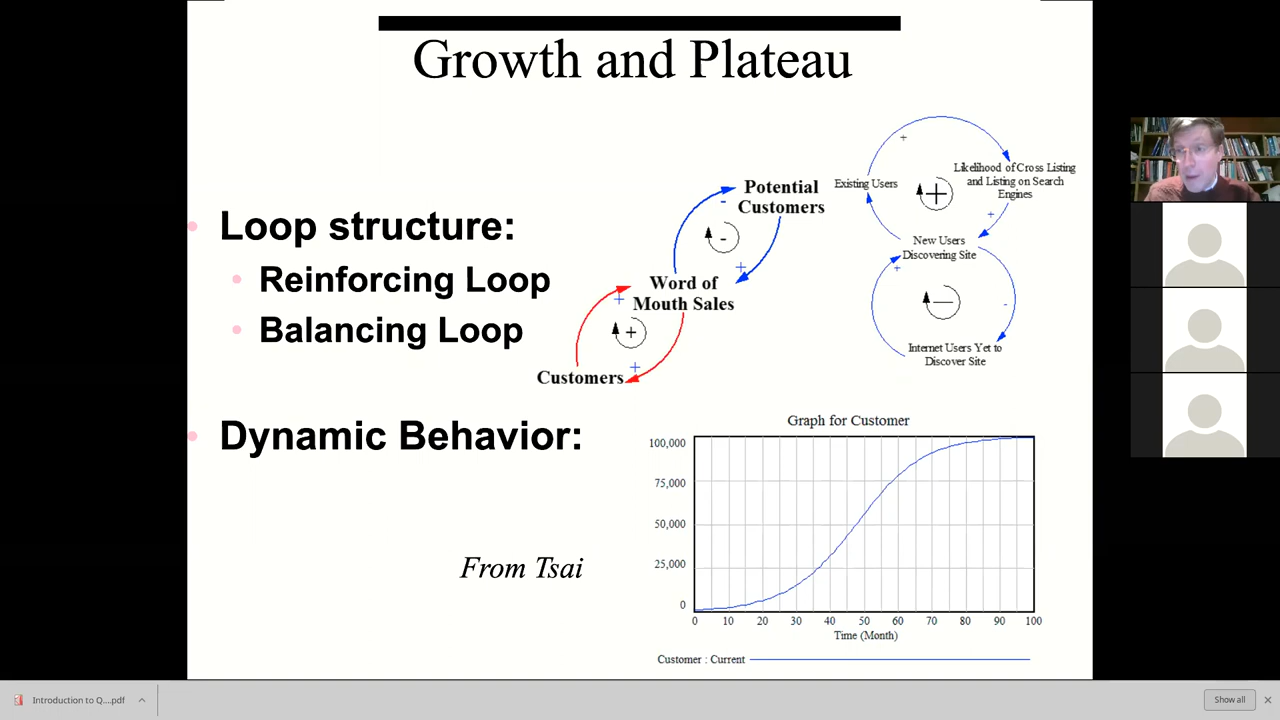 Growth and Plateau
Loop structure:
Reinforcing Loop
Balancing Loop
Dynamic Behavior:
From Tsai
Potential
Customers
-
-
+
Word of
Mouth Sales
+
+
+
Customers
Existing Users
+
Likelihood of Cross Listing
and Listing on Search
Engines
+
+
New Users
Discovering Site
+
-
—
Internet Users Yet to
Discover Site
Graph for Customer
100,000
75,000
50,000
25,000
0
0 10 20 30 40 50 60 70 80 90 100
Time (Month)
Customer : Current
Introduction to Q....pdf
Show all